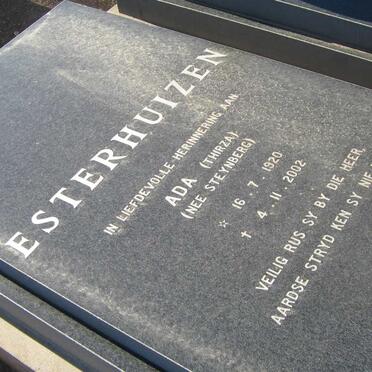 ESTERHUIZEN
IN LIEFDEVOLLE HERINNERING AAN
ADA (THIRZA)
(NEE STEYNBERG)
☆ 16. 7. 1920
† 4. 11. 2002
VEILIG RUS SY BY DIE HEER,
AARDSE STRYD KEN SY NIE